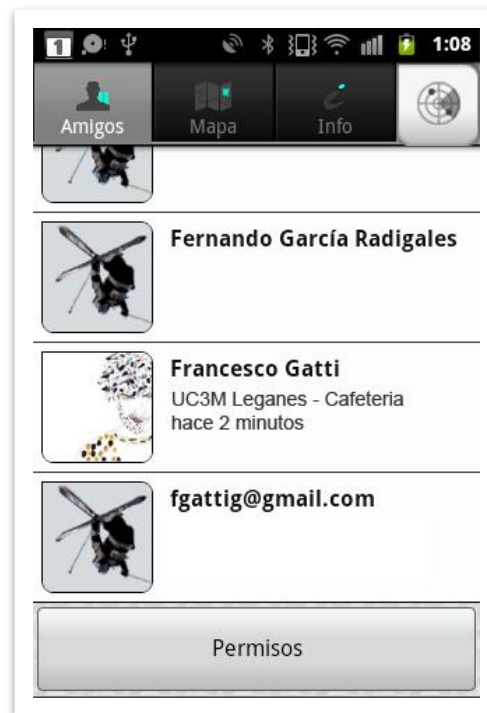 1
1:08
Amigos
Mapa
Info
Fernando García Radigales
Francesco Gatti
UC3M Leganes - Cafeteria
hace 2 minutos
fgattig@gmail.com
Permisos